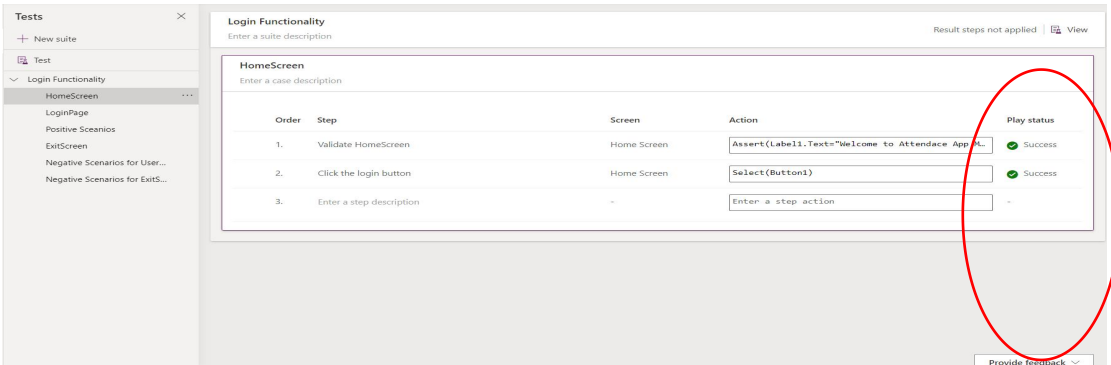 Tests
New suite
Test
Login Functionality
HomeScreen
LoginPage
Positive Sceanios
ExitScreen
Negative Scenarios for User...
Negative Scenarios for ExitS...
Login Functionality
Enter a suite description
Result steps not applied View
HomeScreen
Enter a case description
Order Step Screen Action Play status
1. Validate HomeScreen Home Screen Assert(Label1.Text="Welcome to Attendace App M… Success
2. Click the login button Home Screen Select(Button1) Success
3. Enter a step description - Enter a step action -
Provide feedback